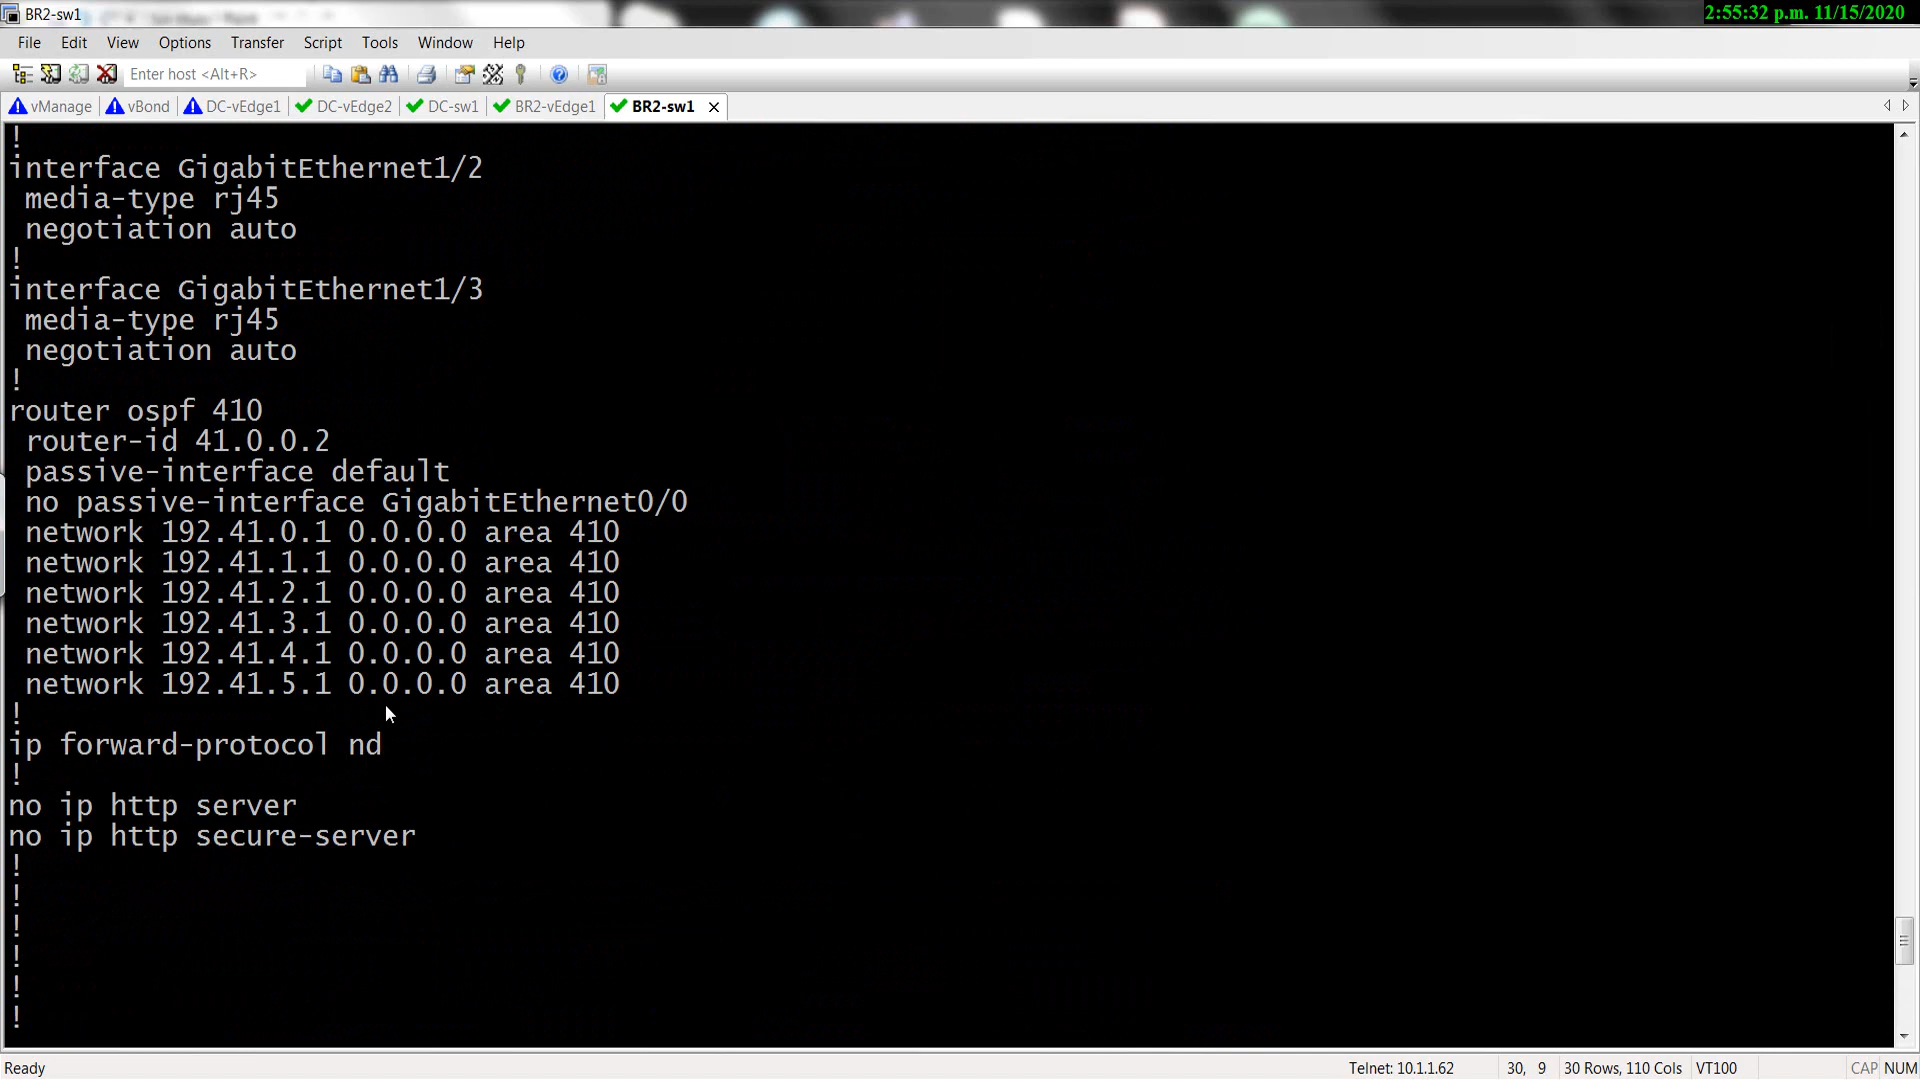 BR2-sw1
2:55:32 p.m. 11/15/2020
File Edit View Options Transfer Script Tools Window Help
Enter host <Alt+R>
vManage vBond DC-vEdge1 DC-vEdge2 DC-sw1 BR2-vEdge1 BR2-sw1
!
interface GigabitEthernet1/2
 media-type rj45
 negotiation auto
!
interface GigabitEthernet1/3
 media-type rj45
 negotiation auto
!
router ospf 410
 router-id 41.0.0.2
 passive-interface default
 no passive-interface GigabitEthernet0/0
 network 192.41.0.1 0.0.0.0 area 410
 network 192.41.1.1 0.0.0.0 area 410
 network 192.41.2.1 0.0.0.0 area 410
 network 192.41.3.1 0.0.0.0 area 410
 network 192.41.4.1 0.0.0.0 area 410
 network 192.41.5.1 0.0.0.0 area 410
!
ip forward-protocol nd
!
no ip http server
no ip http secure-server
!
!
!
!
!
!
Ready Telnet: 10.1.1.62 30, 9 30 Rows, 110 Cols VT100 CAP NUM